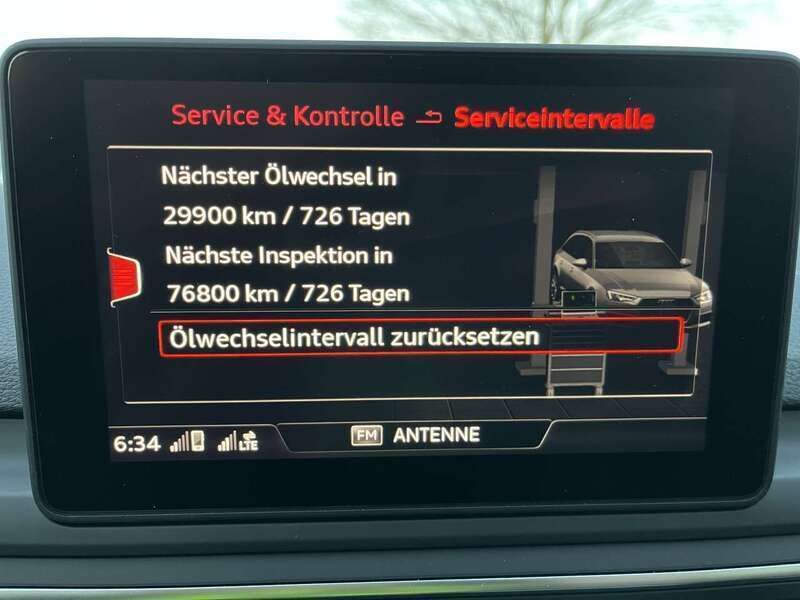 Service & Kontrolle Serviceintervalle
Nächster Ölwechsel in
29900 km / 726 Tagen
Nächste Inspektion in
76800 km / 726 Tagen
Ölwechselintervall zurücksetzen
6:34 LTE FM ANTENNE